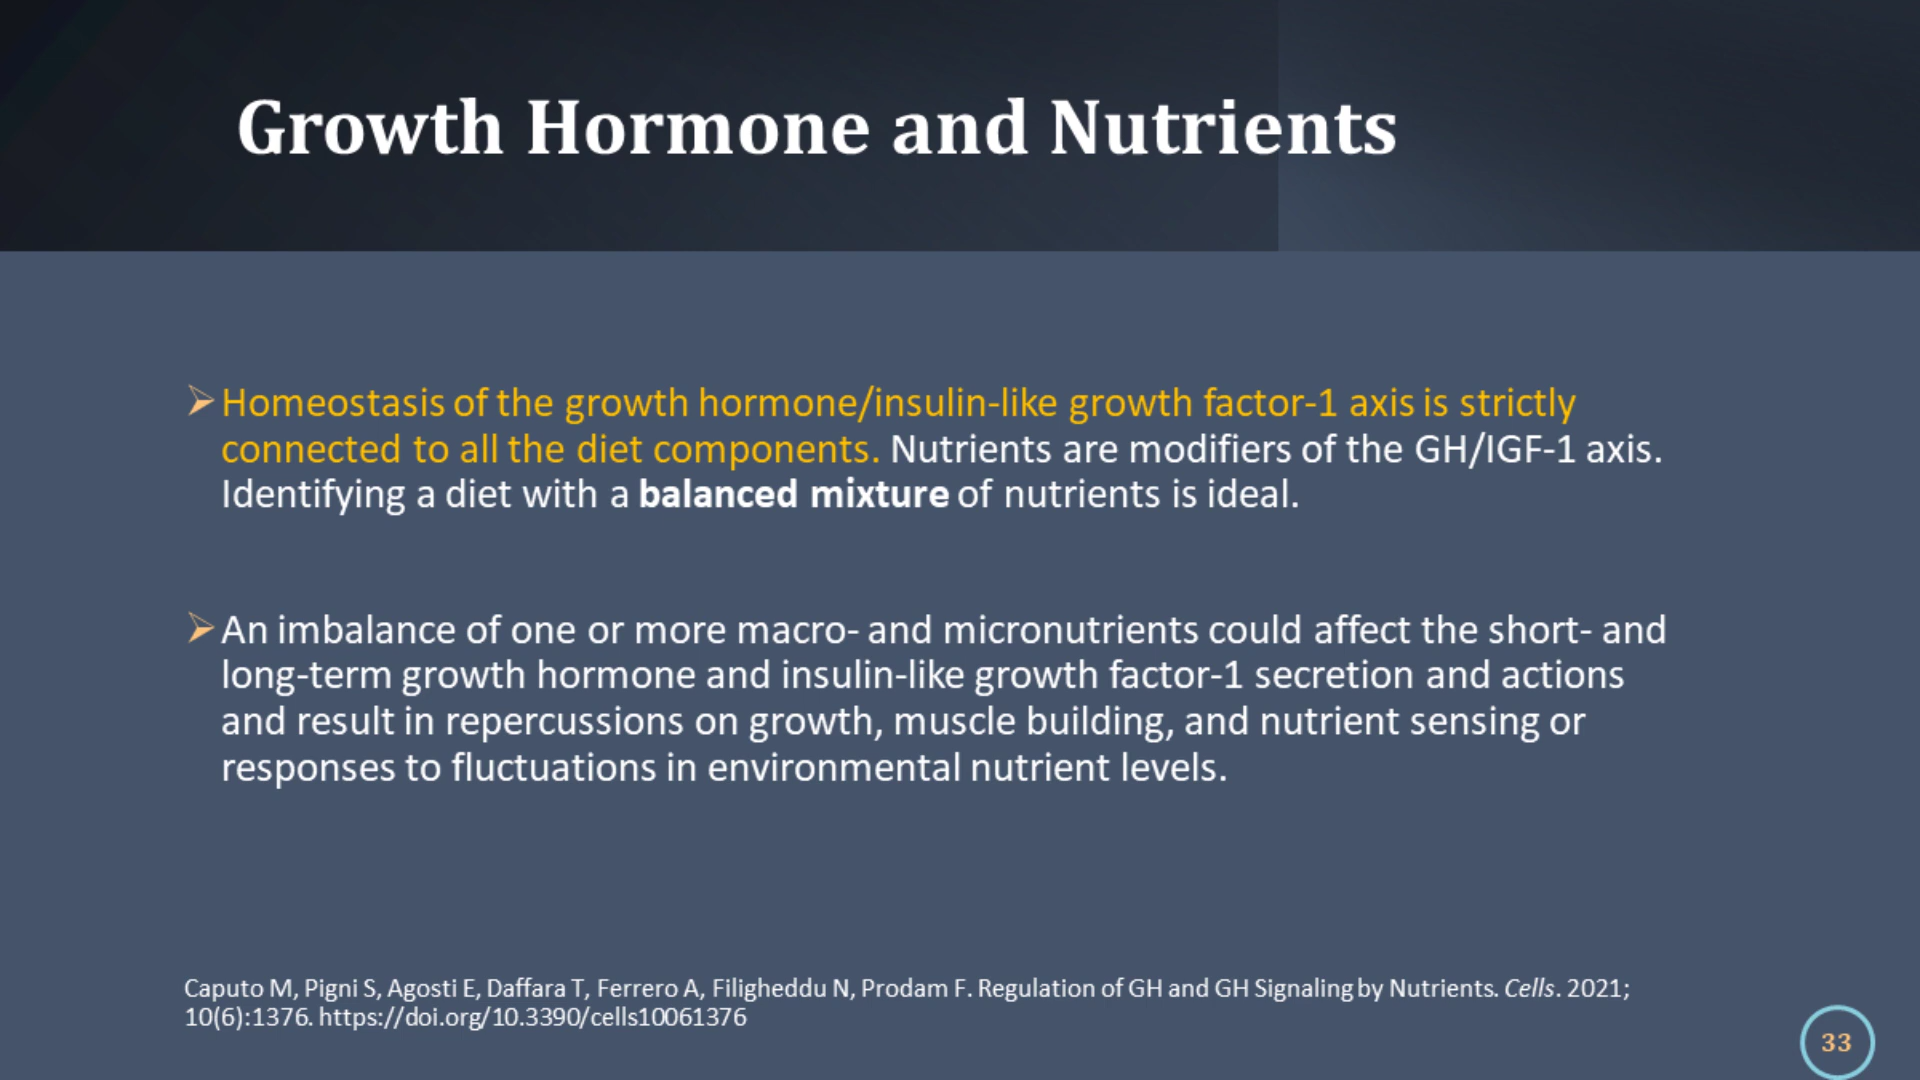 Growth Hormone and Nutrients
Homeostasis of the growth hormone/insulin-like growth factor-1 axis is strictly
connected to all the diet components. Nutrients are modifiers of the GH/IGF-1 axis.
Identifying a diet with a balanced mixture of nutrients is ideal.
An imbalance of one or more macro- and micronutrients could affect the short- and
long-term growth hormone and insulin-like growth factor-1 secretion and actions
and result in repercussions on growth, muscle building, and nutrient sensing or
responses to fluctuations in environmental nutrient levels.
Caputo M, Pigni S, Agosti E, Daffara T, Ferrero A, Filigheddu N, Prodam F. Regulation of GH and GH Signaling by Nutrients. Cells. 2021;
10(6):1376. https://doi.org/10.3390/cells10061376
33